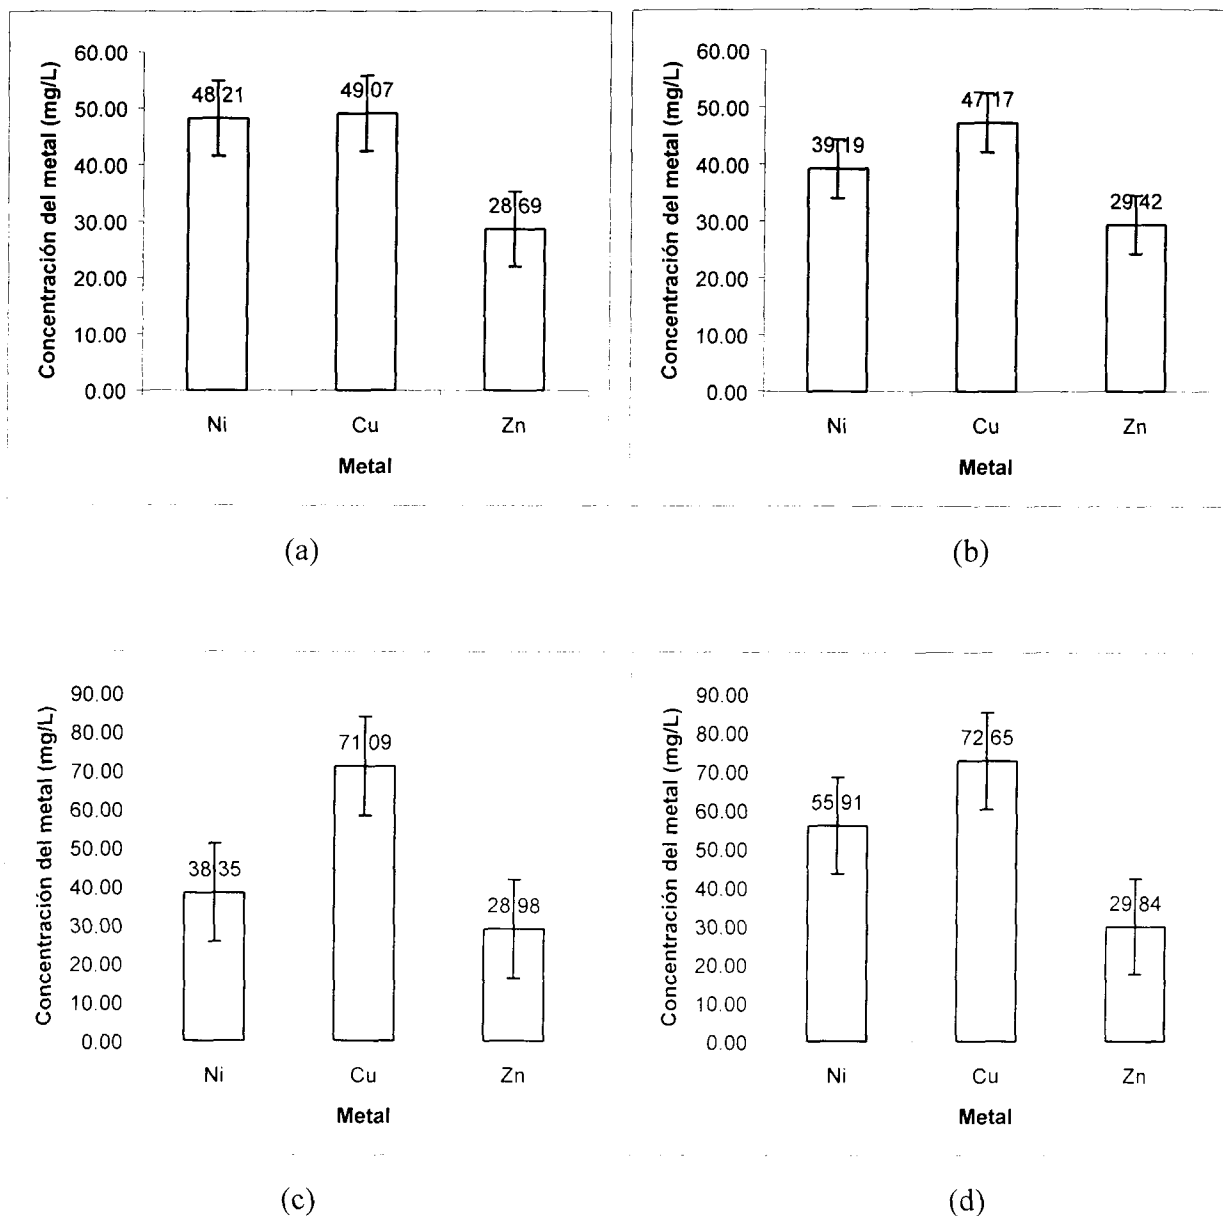 60.00
50.00
40.00
30.00
20.00
10.00
0.00
Concentración del metal (mg/L)
48.21
49.07
28.69
Ni Cu Zn
Metal
(a)
60.00
50.00
40.00
30.00
20.00
10.00
0.00
Concentración del metal (mg/L)
39.19
47.17
29.42
Ni Cu Zn
Metal
(b)
90.00
80.00
70.00
60.00
50.00
40.00
30.00
20.00
10.00
0.00
Concentración del metal (mg/L)
38.35
71.09
28.98
Ni Cu Zn
Metal
(c)
90.00
80.00
70.00
60.00
50.00
40.00
30.00
20.00
10.00
0.00
Concentración del metal (mg/L)
55.91
72.65
29.84
Ni Cu Zn
Metal
(d)